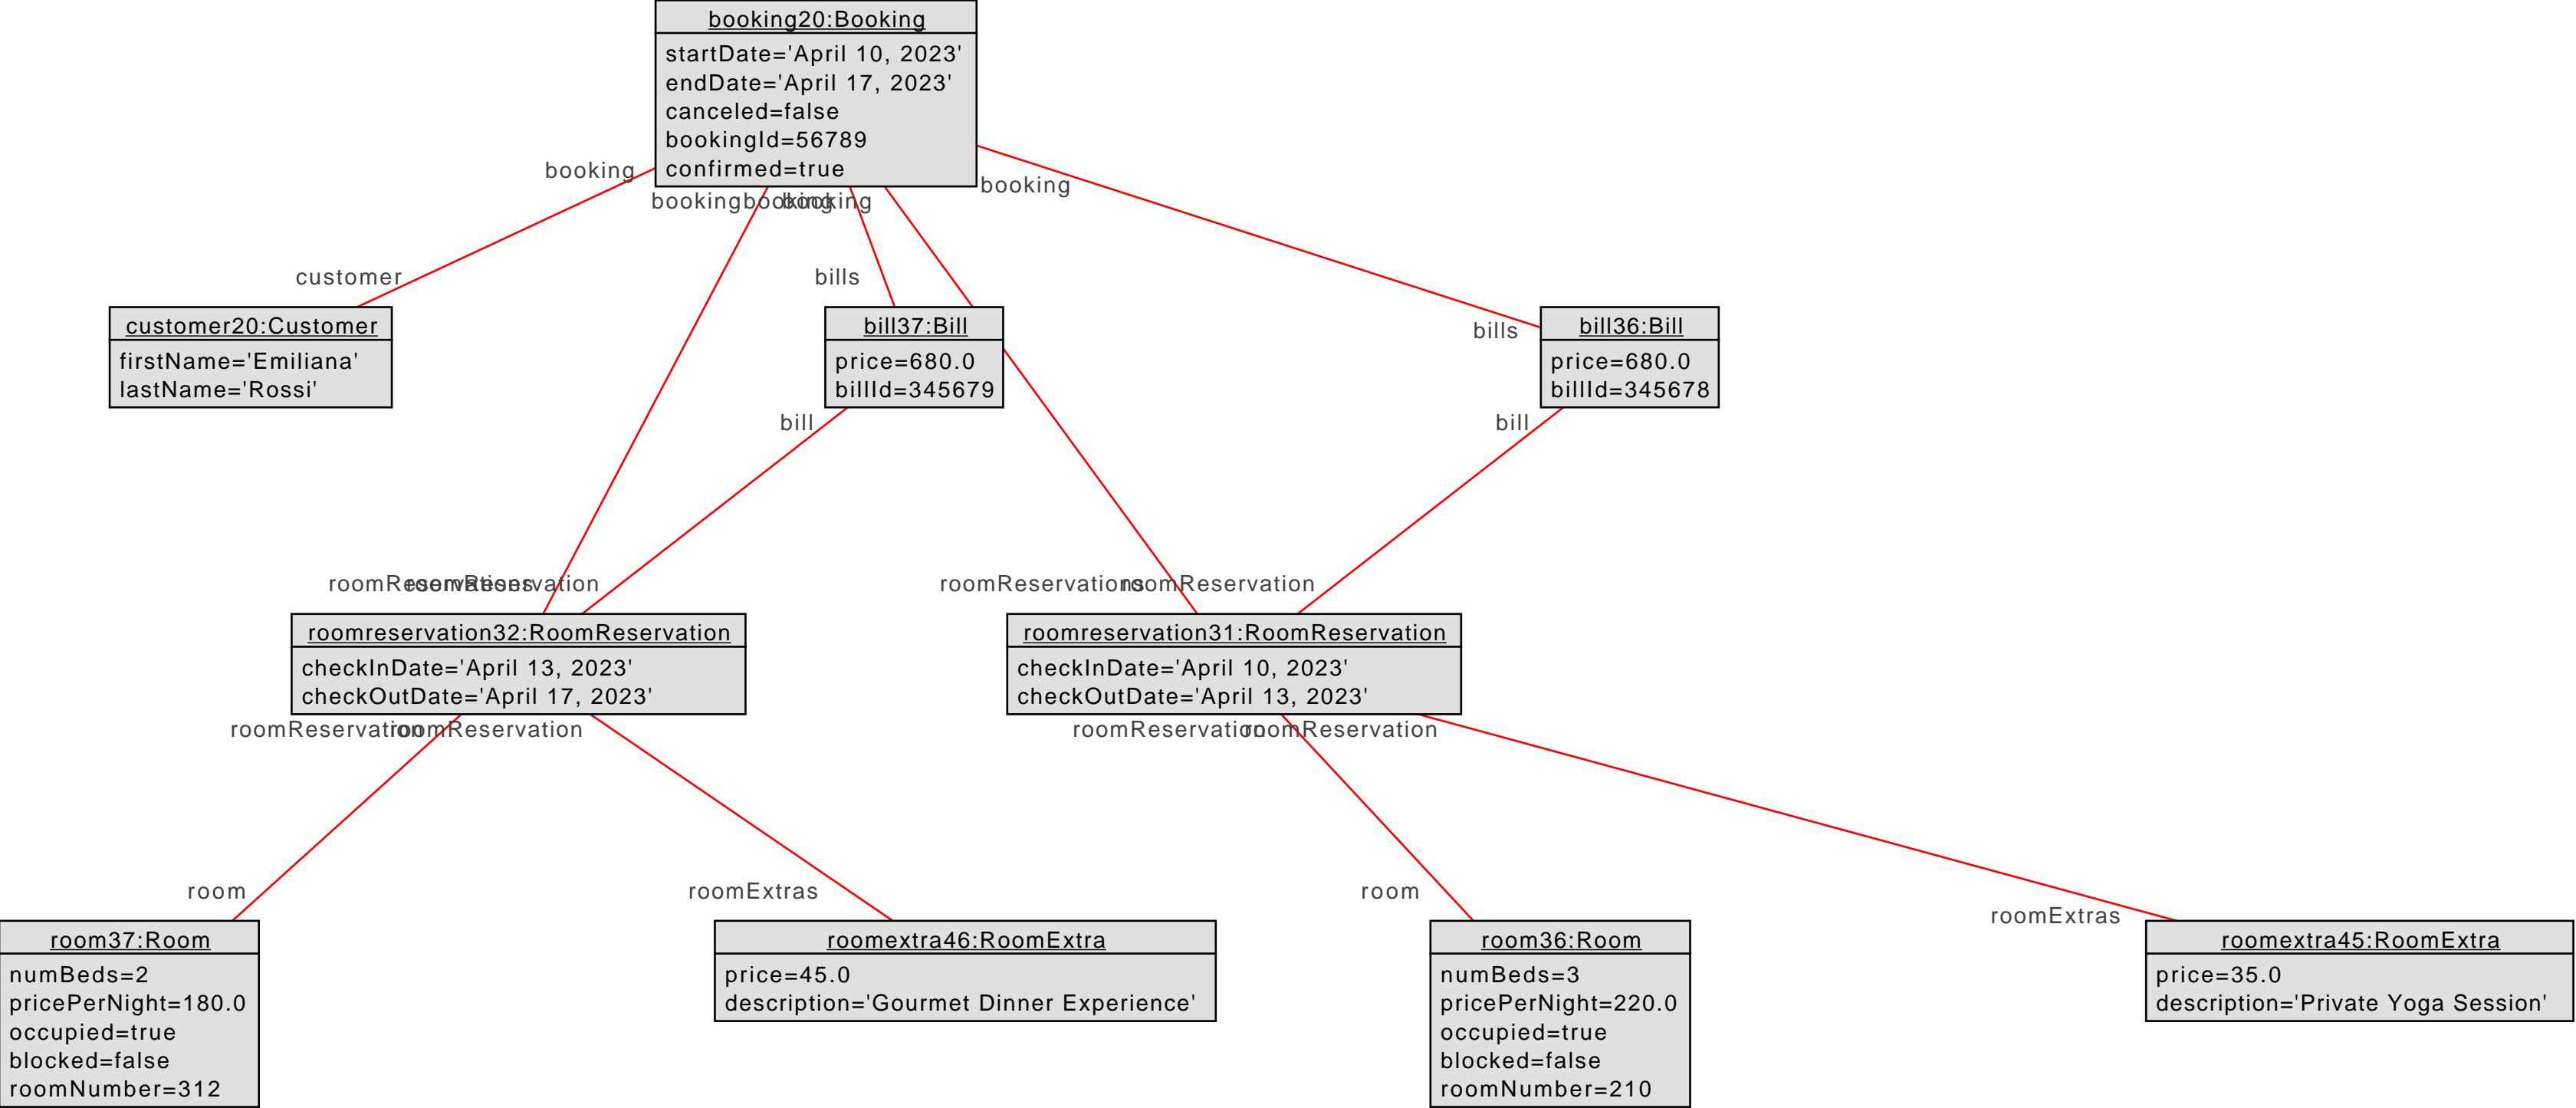 booking20:Booking
startDate='April 10, 2023'
endDate='April 17, 2023'
canceled=false
bookingId=56789
confirmed=true
booking
booking
booking
booking
booking
customer
bills
bills
customer20:Customer
firstName='Emiliana'
lastName='Rossi'
bill37:Bill
price=680.0
billId=345679
bill36:Bill
price=680.0
billId=345678
bill
bill
roomReservations
roomReservation
roomReservations
roomReservation
roomreservation32:RoomReservation
checkInDate='April 13, 2023'
checkOutDate='April 17, 2023'
roomreservation31:RoomReservation
checkInDate='April 10, 2023'
checkOutDate='April 13, 2023'
roomReservation
roomReservation
roomReservation
roomReservation
room
roomExtras
room
roomExtras
room37:Room
numBeds=2
pricePerNight=180.0
occupied=true
blocked=false
roomNumber=312
roomextra46:RoomExtra
price=45.0
description='Gourmet Dinner Experience'
room36:Room
numBeds=3
pricePerNight=220.0
occupied=true
blocked=false
roomNumber=210
roomextra45:RoomExtra
price=35.0
description='Private Yoga Session'